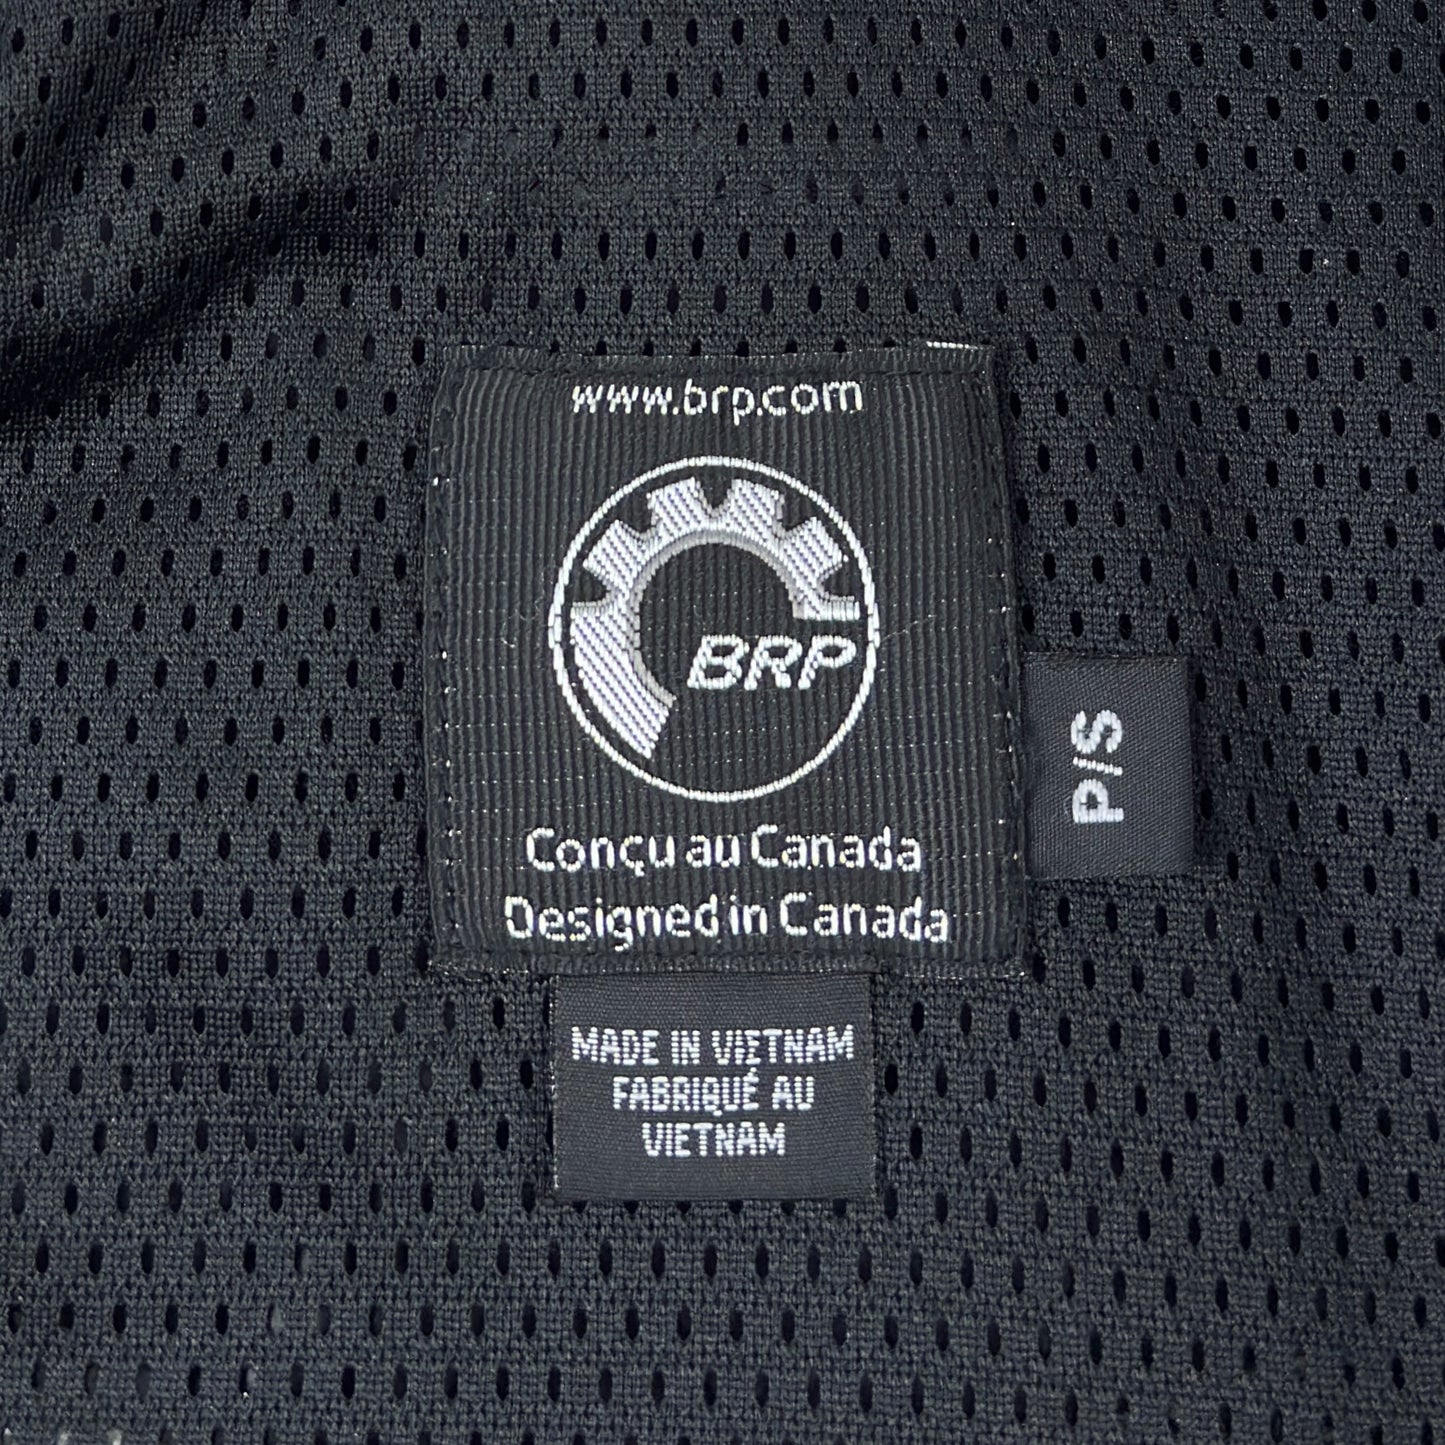 www.brp.com
BRP
Conçu au Canada
Designed in Canada
P/S
MADE IN VIETNAM
FABRIQUÉ AU
VIETNAM